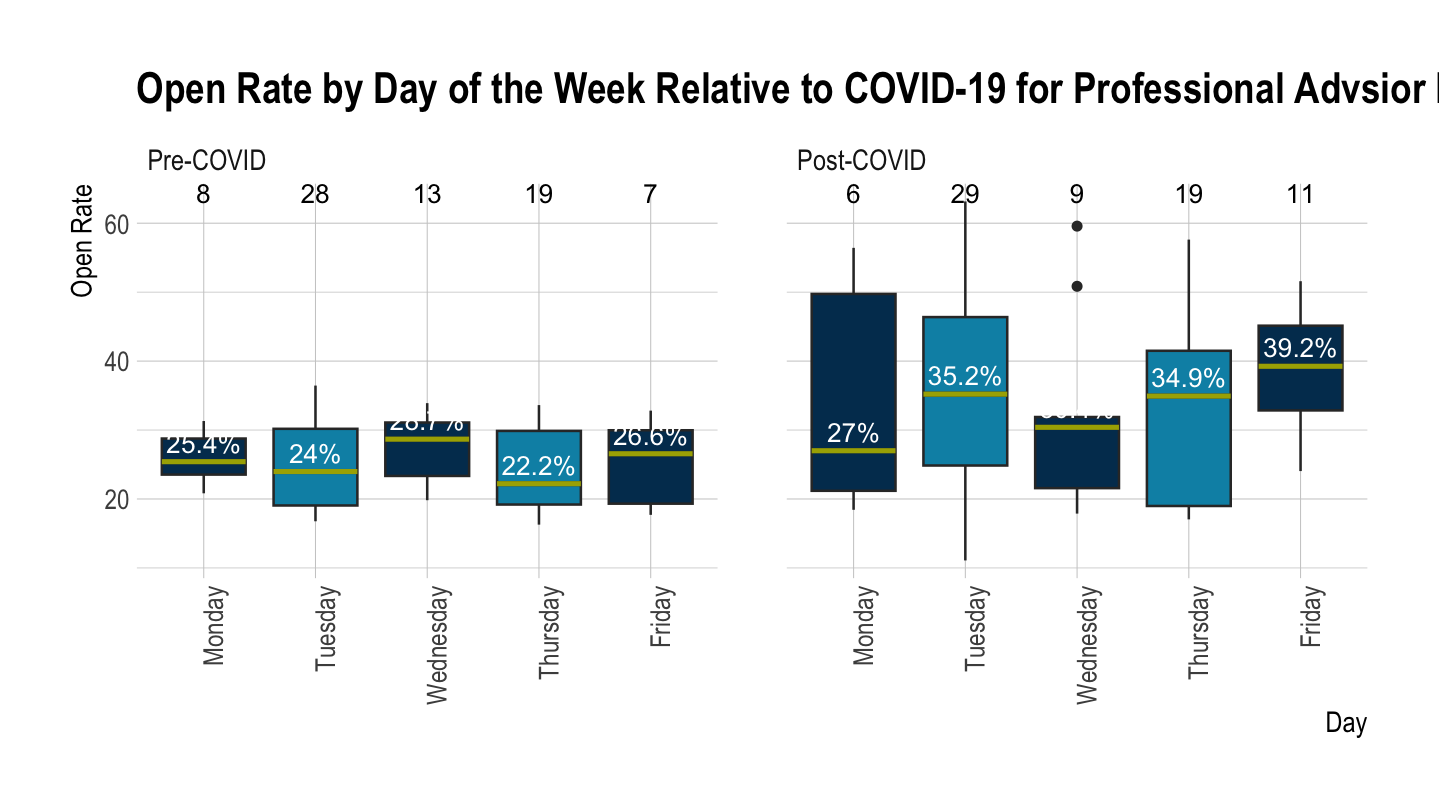 Open Rate by Day of the Week Relative to COVID-19 for Professional Advsior
Pre-COVID
Post-COVID
8 28 13 19 7
6 29 9 19 11
Open Rate
60
40
20
25.4% 24% 28.7% 22.2% 26.6%
27% 35.2% 34.9% 39.2%
Monday Tuesday Wednesday Thursday Friday
Monday Tuesday Wednesday Thursday Friday
Day